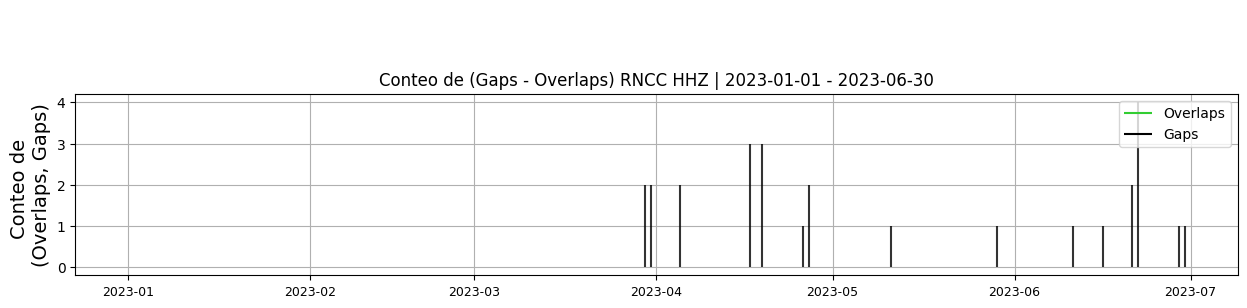 Conteo de (Gaps - Overlaps) RNCC HHZ | 2023-01-01 - 2023-06-30
Conteo de
(Overlaps, Gaps)
4
3
2
1
0
Overlaps
Gaps
2023-01 2023-02 2023-03 2023-04 2023-05 2023-06 2023-07